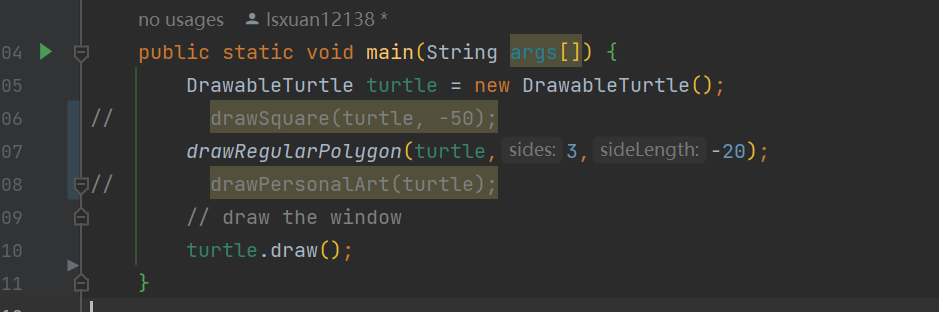 no usages lsxuan12138 *
04 public static void main(String args[]) {
05 DrawableTurtle turtle = new DrawableTurtle();
06 // drawSquare(turtle, -50);
07 drawRegularPolygon(turtle, sides: 3, sideLength: -20);
08 // drawPersonalArt(turtle);
09 // draw the window
10 turtle.draw();
11 }